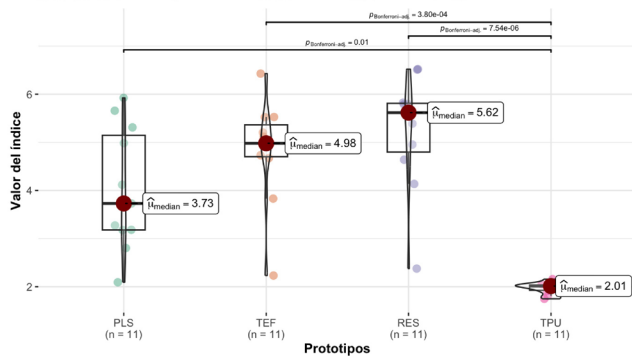 pBonferroni-adj. = 3.80e-04
pBonferroni-adj. = 7.54e-06
pBonferroni-adj. = 0.01
Valor del índice
6
4
2
μ̂median = 3.73
μ̂median = 4.98
μ̂median = 5.62
μ̂median = 2.01
PLS TEF RES TPU
(n = 11) (n = 11) (n = 11) (n = 11)
Prototipos